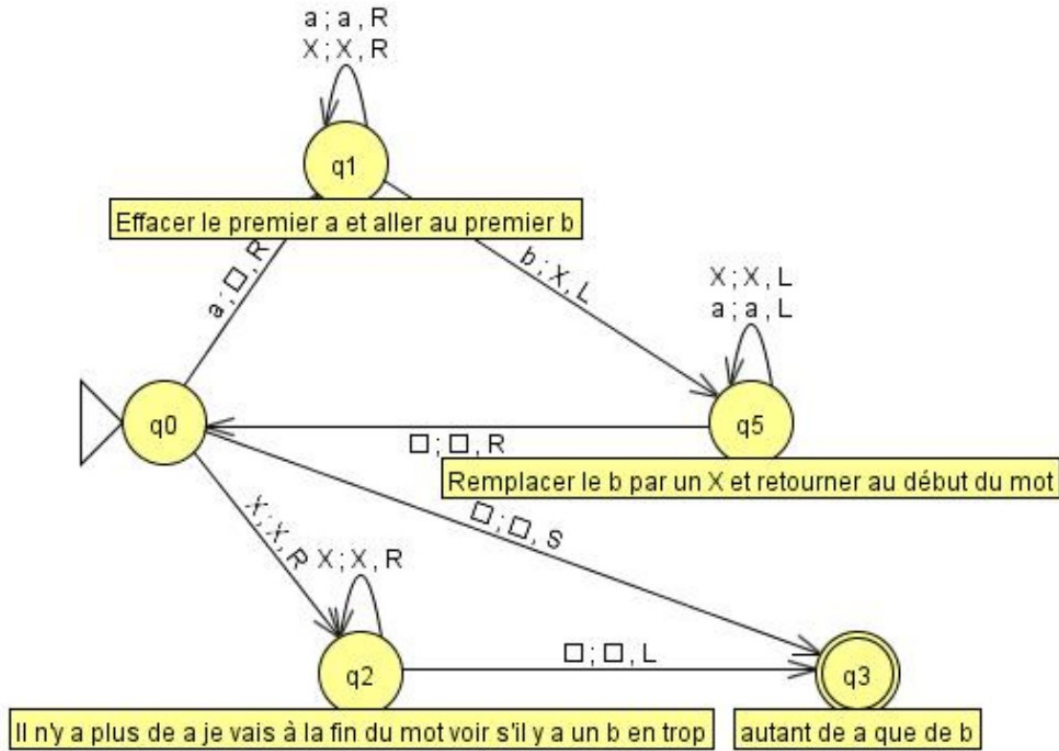 a ; a , R
X ; X , R
q1
Effacer le premier a et aller au premier b
a ; □ , R
b ; X , L
X ; X , L
a ; a , L
q0
q5
□ ; □ , R
Remplacer le b par un X et retourner au début du mot
□ ; □ , S
X ; X , R
X ; X , R
□ ; □ , L
q2
q3
Il n'y a plus de a je vais à la fin du mot voir s'il y a un b en trop
autant de a que de b